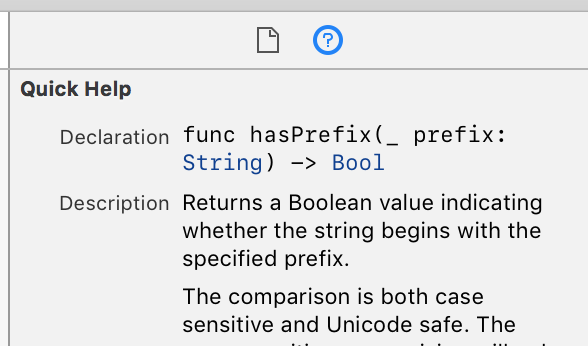 Quick Help
Declaration func hasPrefix(_ prefix:
String) -> Bool
Description Returns a Boolean value indicating
whether the string begins with the
specified prefix.
The comparison is both case
sensitive and Unicode safe. The